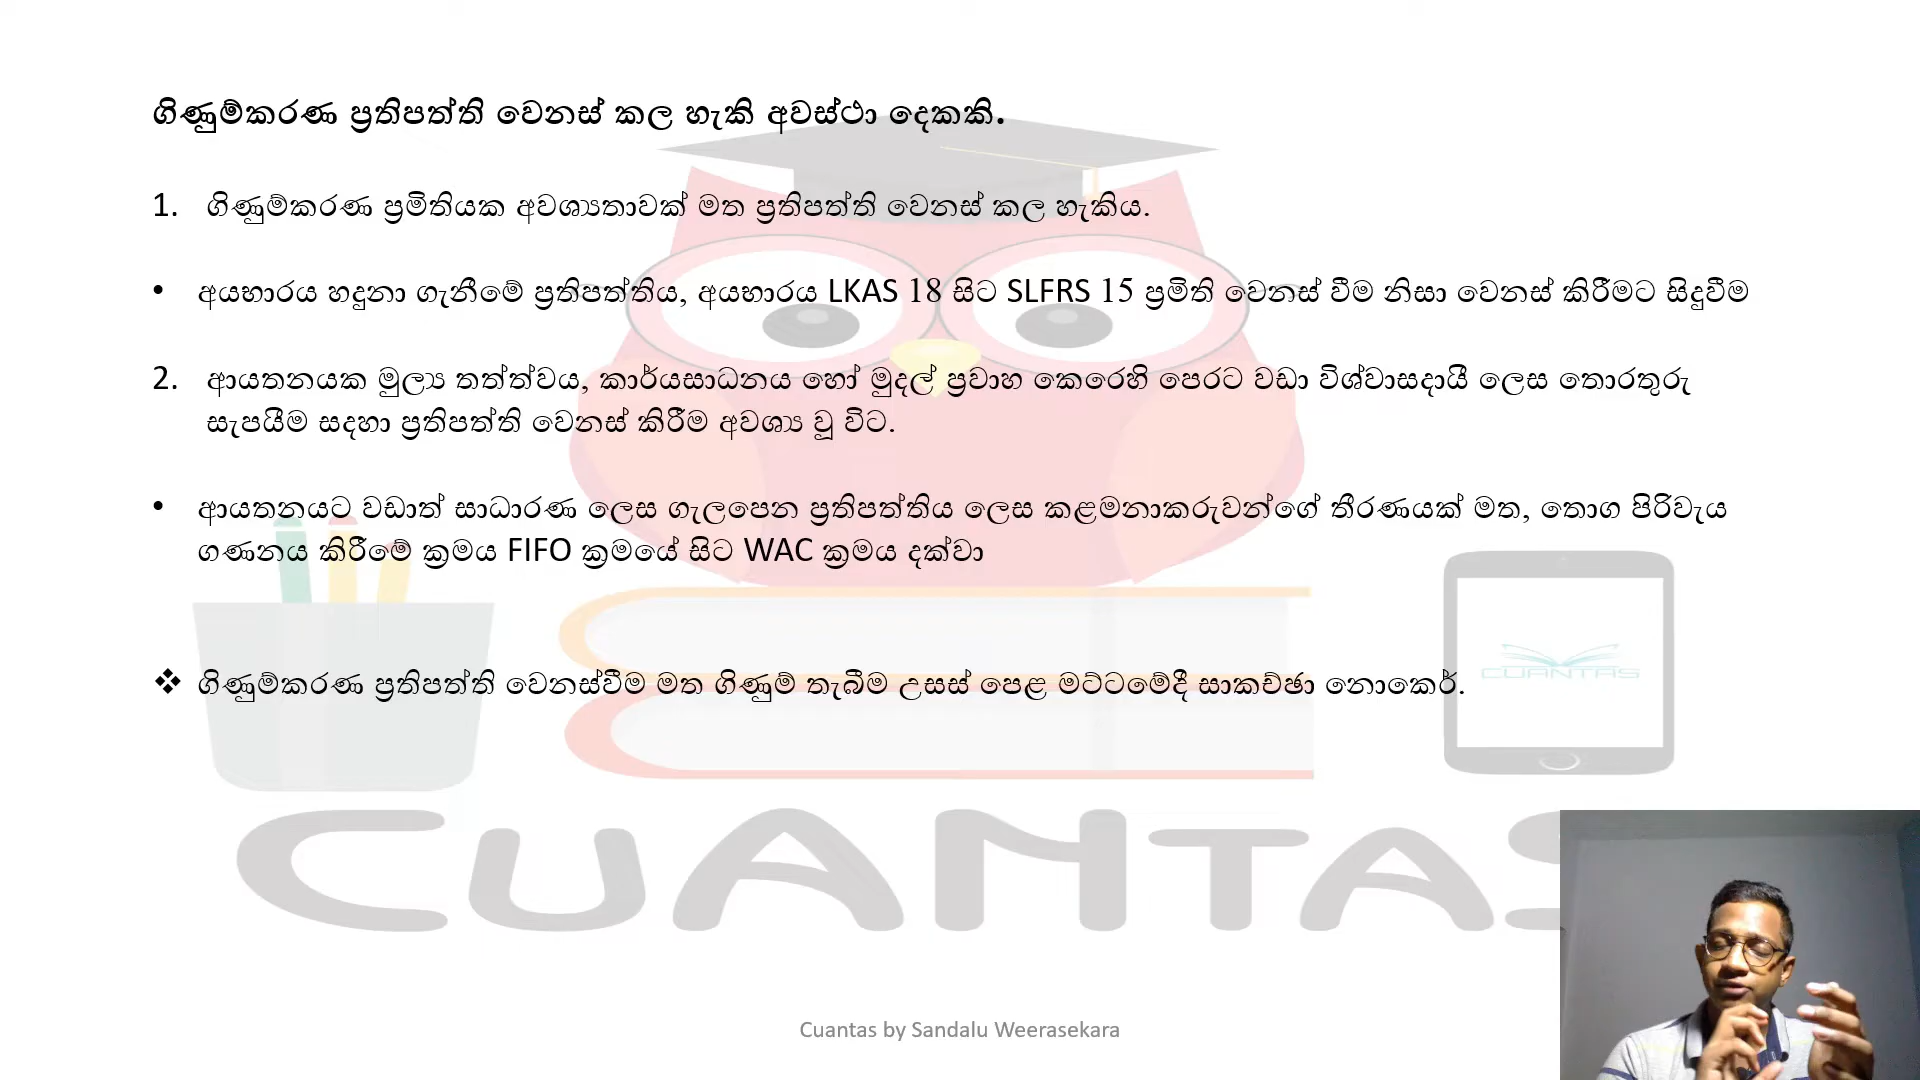 ගිණුම්කරණ ප්‍රතිපත්ති වෙනස් කල හැකි අවස්ථා දෙකකි.
1. ගිණුම්කරණ ප්‍රමිතියක අවශ්‍යතාවක් මත ප්‍රතිපත්ති වෙනස් කල හැකිය.
• අයභාරය හදුනා ගැනීමේ ප්‍රතිපත්තිය, අයභාරය LKAS 18 සිට SLFRS 15 ප්‍රමිති වෙනස් වීම නිසා වෙනස් කිරීමට සිදුවීම
2. ආයතනයක මුල්‍ය තත්ත්වය, කාර්යසාධනය හෝ මුදල් ප්‍රවාහ කෙරෙහි පෙරට වඩා විශ්වාසදායී ලෙස තොරතුරු
සැපයීම සදහා ප්‍රතිපත්ති වෙනස් කිරීම අවශ්‍ය වූ විට.
• ආයතනයට වඩාත් සාධාරණ ලෙස ගැලපෙන ප්‍රතිපත්තිය ලෙස කළමනාකරුවන්ගේ තීරණයක් මත, තොග පිරිවැය
ගණනය කිරීමේ ක්‍රමය FIFO ක්‍රමයේ සිට WAC ක්‍රමය දක්වා
❖ ගිණුම්කරණ ප්‍රතිපත්ති වෙනස්වීම මත ගිණුම් තැබීම උසස් පෙළ මට්ටමේදී සාකච්ඡා නොකෙර්.
CUANTAS
CUANTAS
Cuantas by Sandalu Weerasekara